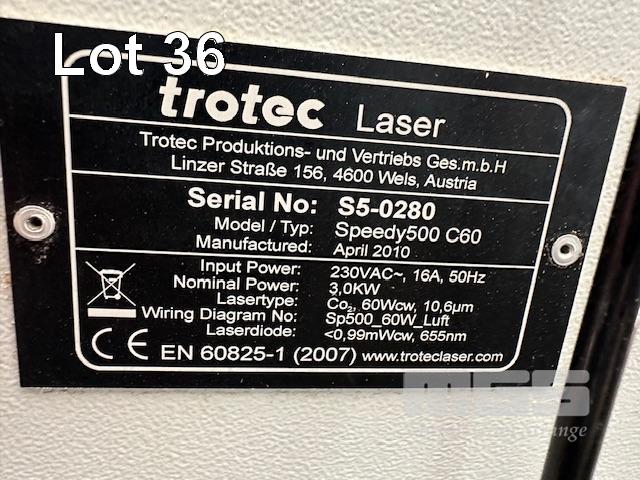 Lot 36
trotec Laser
Trotec Produktions- und Vertriebs Ges.m.b.H
Linzer Straße 156, 4600 Wels, Austria
Serial No: S5-0280
Model / Typ: Speedy500 C60
Manufactured: April 2010
Input Power: 230VAC~, 16A, 50Hz
Nominal Power: 3,0KW
Lasertype: Co₂, 60Wcw, 10,6µm
Wiring Diagram No: Sp500_60W_Luft
Laserdiode: <0,99mWcw, 655nm
CE EN 60825-1 (2007) www.troteclaser.com